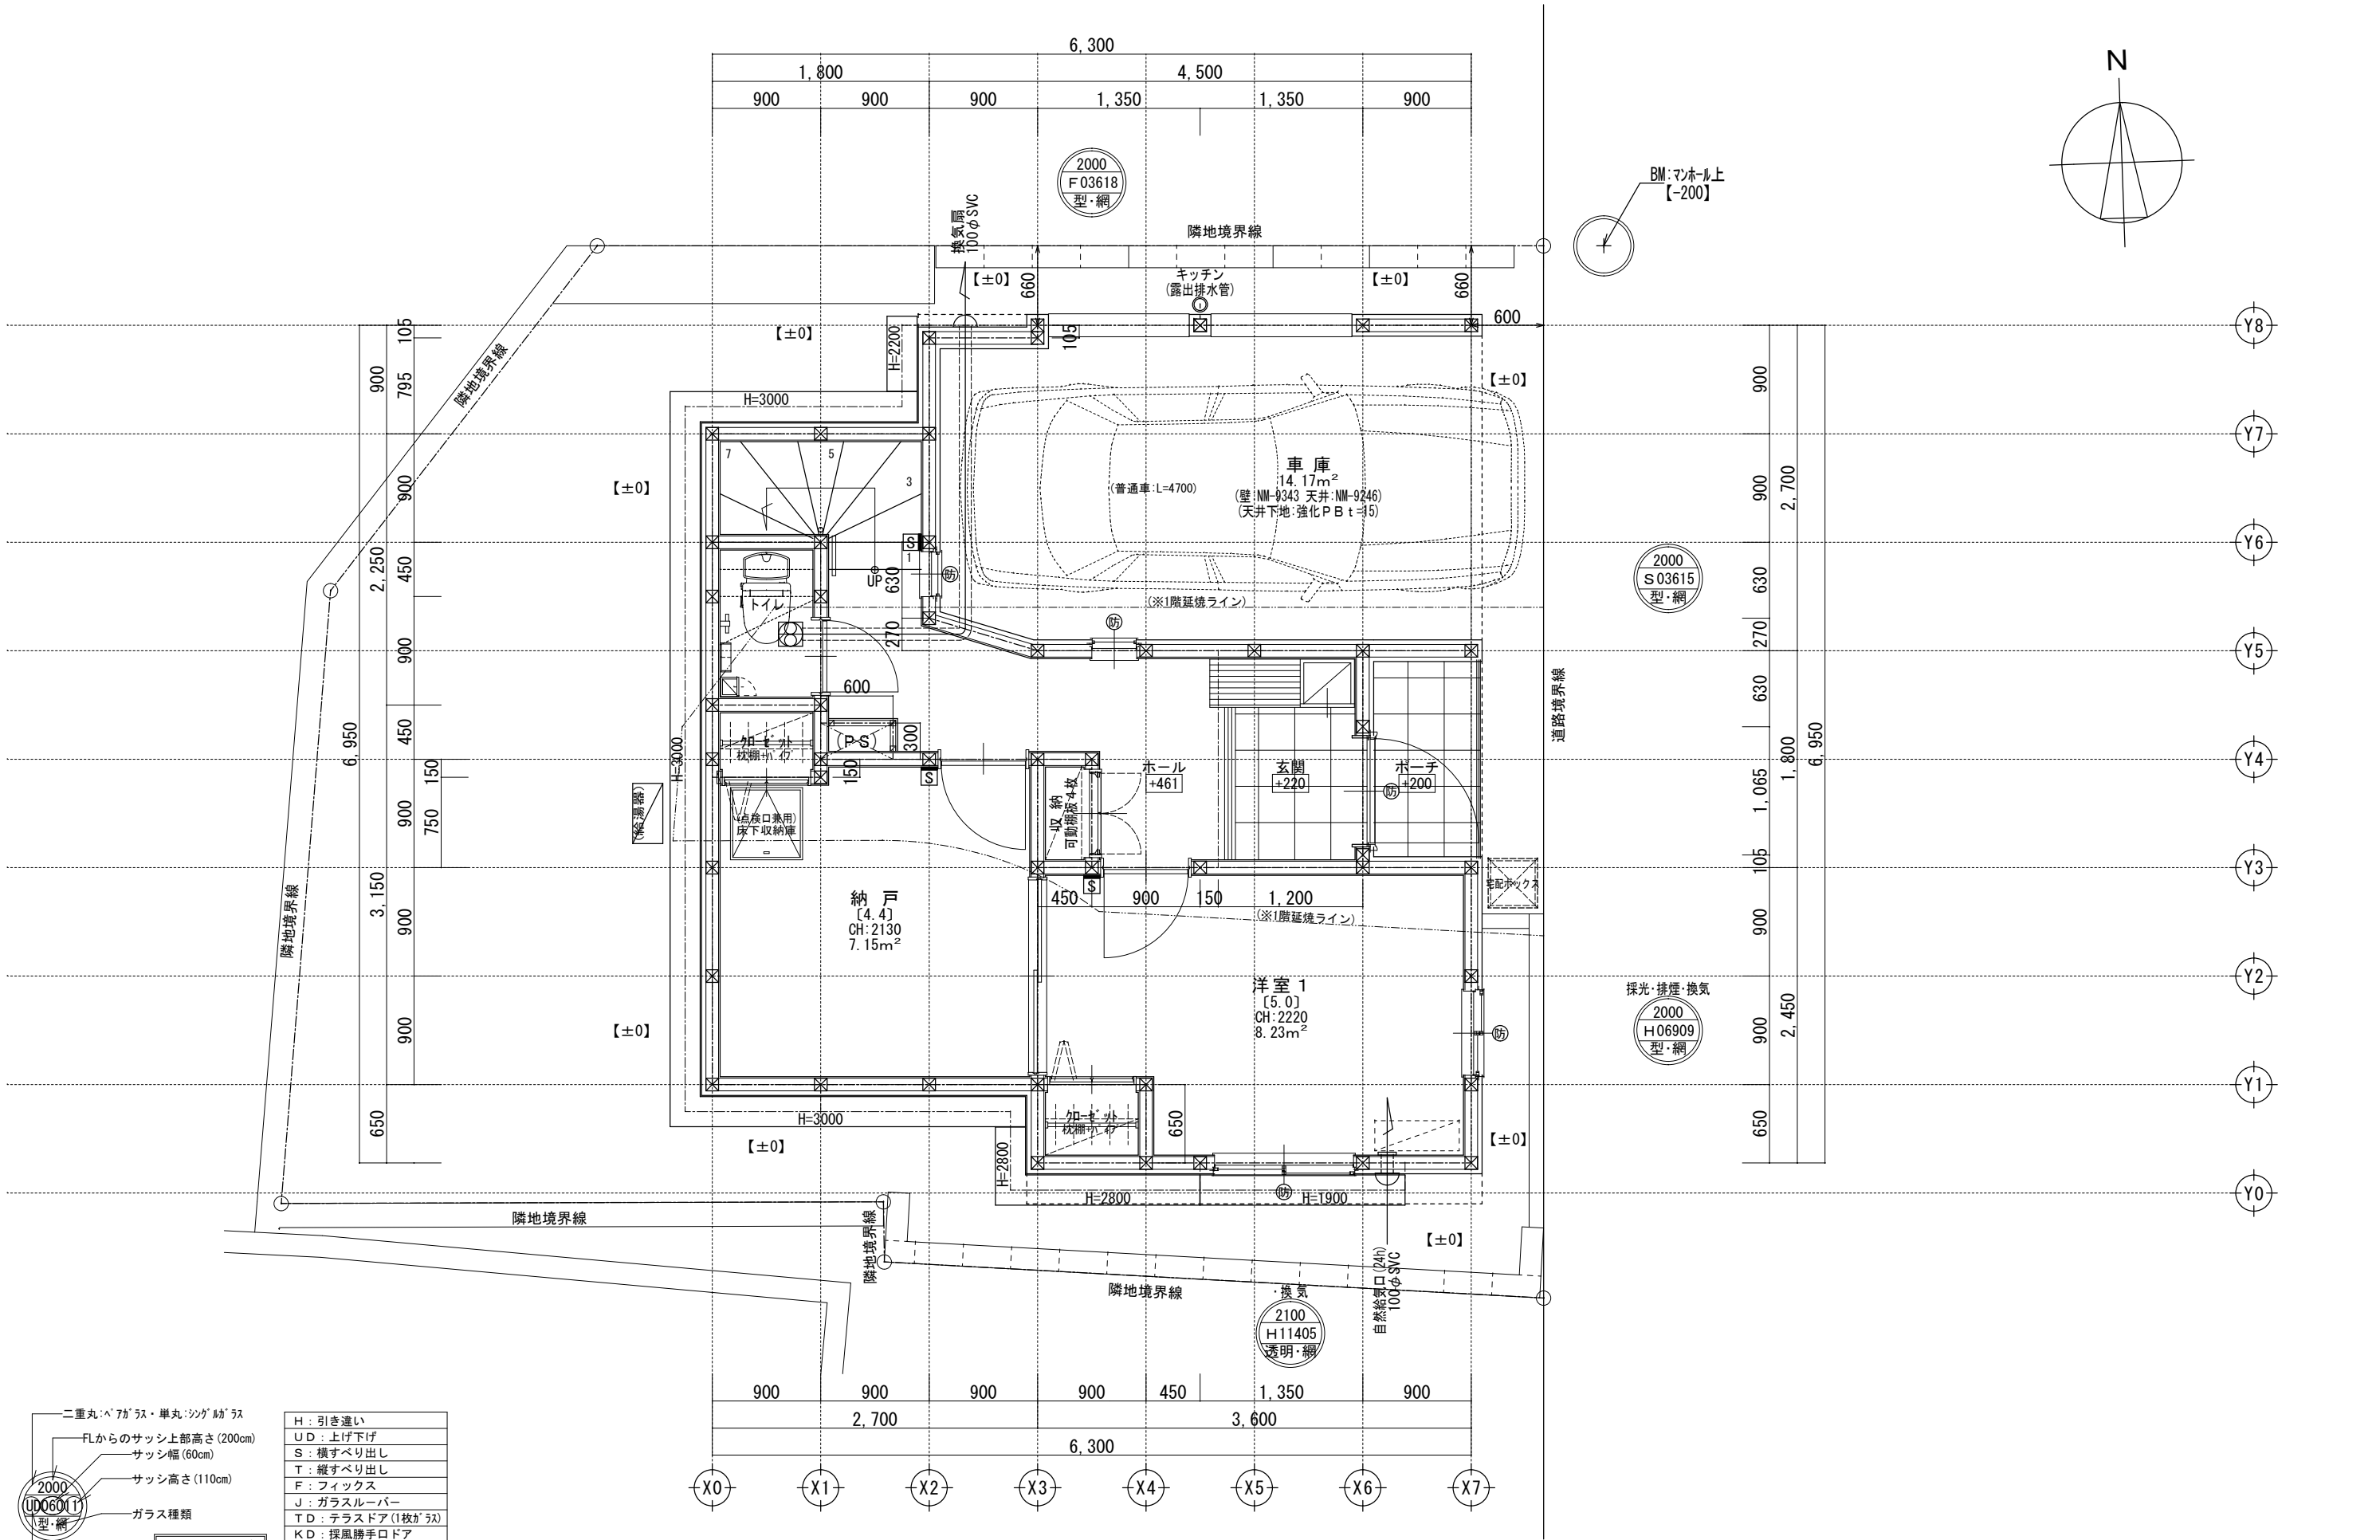 6,300
1,800
4,500
900
900
900
1,350
1,350
900
N
2000
F03618
型・網
BM:マンホール上
【-200】
換気扇
100φSVC
隣地境界線
【±0】
660
キッチン
(露出排水管)
【±0】
660
600
Y8
105
【±0】
H=2200
105
900
795
隣地境界線
H=3000
【±0】
900
Y7
7
5
3
車 庫
14.17m²
(壁:NM-9343 天井:NM-9246)
(天井下地:強化PBt=15)
(普通車:L=4700)
【±0】
900
900
2,700
S
1
UP
630
防
Y6
2000
S03615
型・網
2,250
450
トイレ
(※1階延焼ライン)
630
270
防
270
900
Y5
600
630
道路境界線
6,950
450
クローゼット
枕棚+パイプ
PS
300
150
150
S
H=3000
ホール
+461
玄関
+220
ポーチ
+200
防
1,800
6,950
Y4
(給湯器)
(点検口兼用)
床下収納庫
収納
可動棚板4枚
1,065
900
750
S
105
Y3
宅配ボックス
3,150
納 戸
〔4.4〕
CH:2130
7.15m²
450
900
150
1,200
(※1階延焼ライン)
900
900
隣地境界線
Y2
洋室1
〔5.0〕
CH:2220
8.23m²
採光・排煙・換気
2000
H06909
型・網
【±0】
900
防
900
2,450
Y1
クローゼット
枕棚+パイプ
650
H=3000
【±0】
650
H=2800
【±0】
650
H=2800
防
H=1900
Y0
隣地境界線
隣地境界線
【±0】
隣地境界線
・換気
2100
H11405
透明・網
自然給気口(24h)
100φSVC
900
900
900
900
450
1,350
900
2,700
3,600
6,300
X0
X1
X2
X3
X4
X5
X6
X7
二重丸:ペアガラス・単丸:シングルガラス
FLからのサッシ上部高さ(200cm)
サッシ幅(60cm)
サッシ高さ(110cm)
ガラス種類
2000
UD06011
型・網
H:引き違い
UD:上げ下げ
S:横すべり出し
T:縦すべり出し
F:フィックス
J:ガラスルーバー
TD:テラスドア(1枚ガラス)
KD:採風勝手口ドア